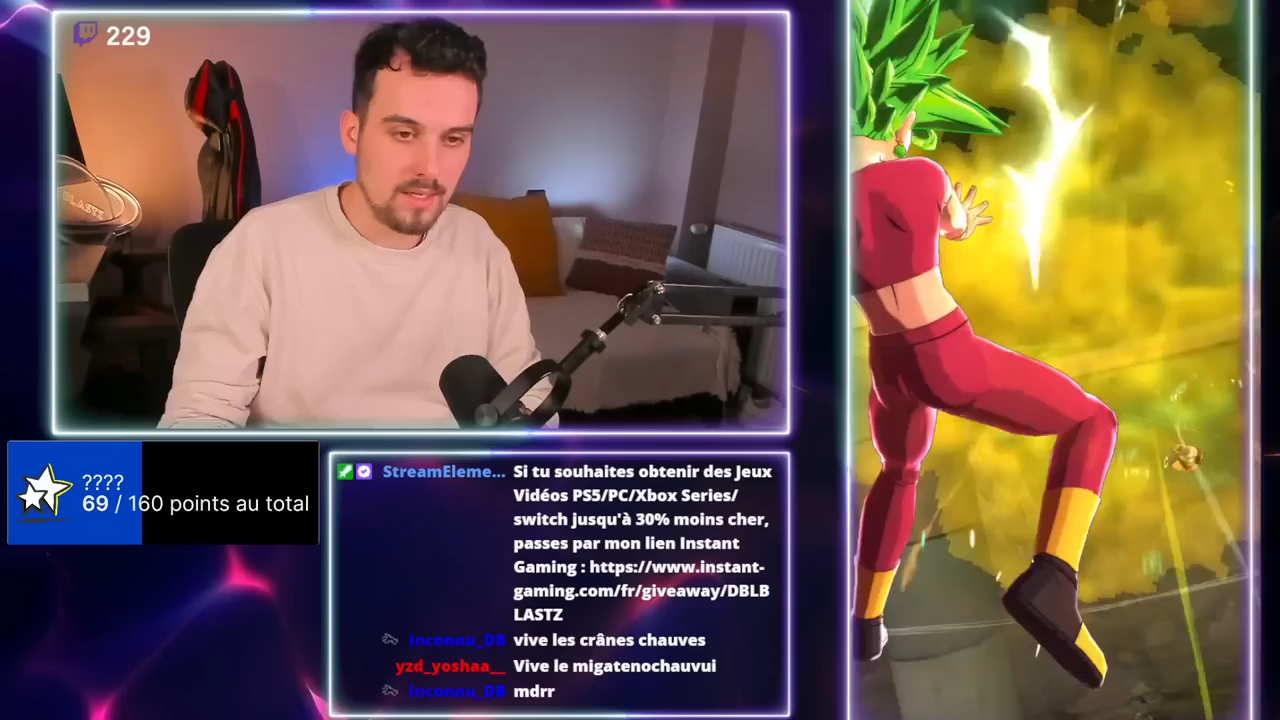 229
????
69 / 160 points au total
StreamEleme... Si tu souhaites obtenir des Jeux
Vidéos PS5/PC/Xbox Series/
switch jusqu'à 30% moins cher,
passes par mon lien Instant
Gaming : https://www.instant-
gaming.com/fr/giveaway/DBLB
LASTZ
Inconnu_DB vive les crânes chauves
yzd_yoshaa__ Vive le migatenochauvui
Inconnu_DB mdrr